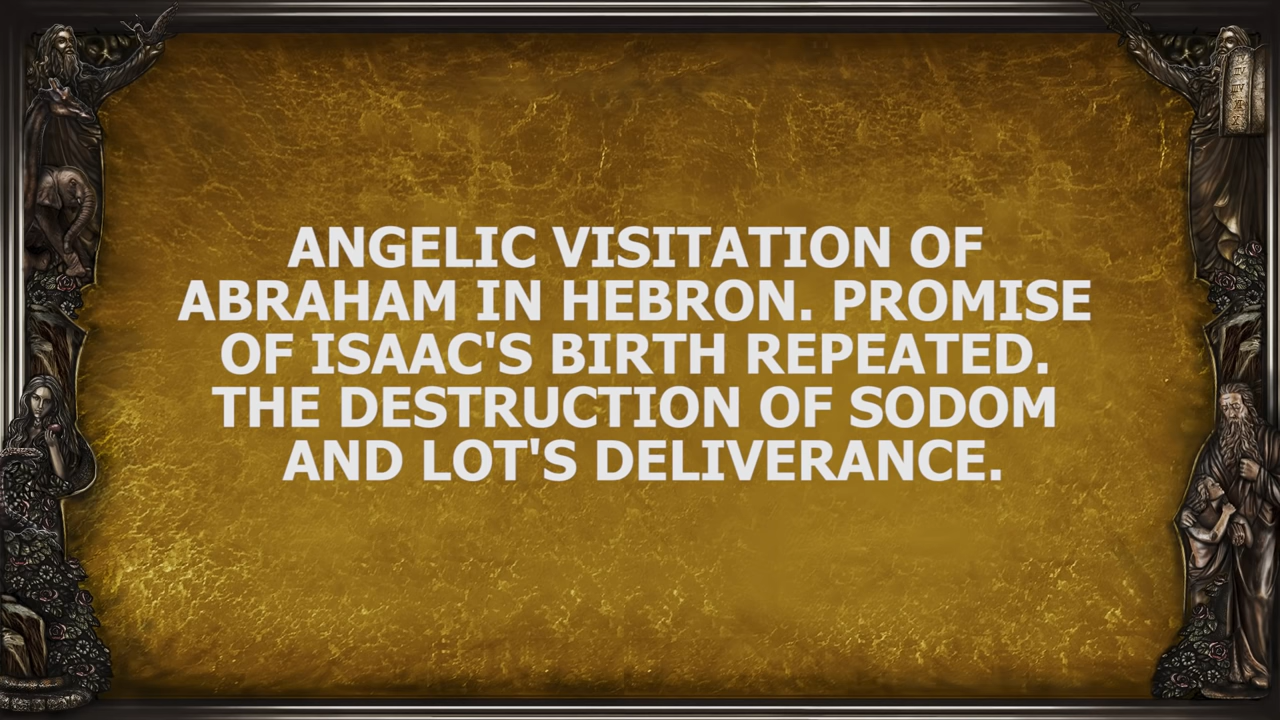 ANGELIC VISITATION OF
ABRAHAM IN HEBRON. PROMISE
OF ISAAC'S BIRTH REPEATED.
THE DESTRUCTION OF SODOM
AND LOT'S DELIVERANCE.